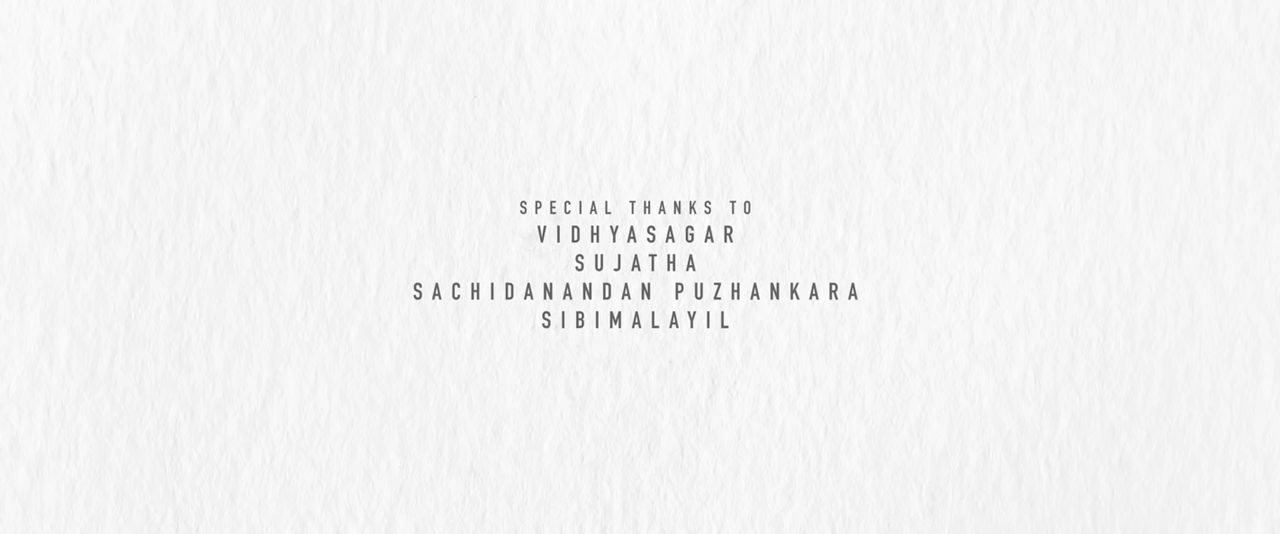 SPECIAL THANKS TO
VIDHYASAGAR
SUJATHA
SACHIDANANDAN PUZHANKARA
SIBIMALAYIL